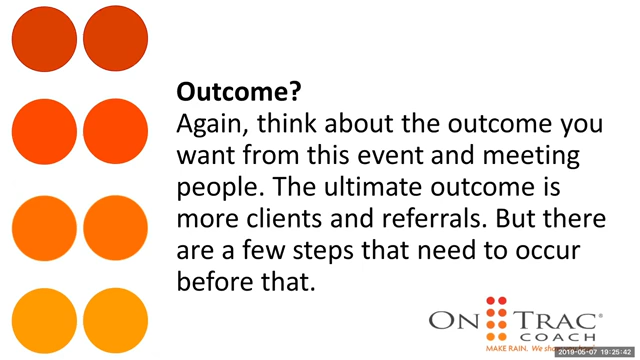 Outcome?
Again, think about the outcome you
want from this event and meeting
people. The ultimate outcome is
more clients and referrals. But there
are a few steps that need to occur
before that.
ON TRAC®
COACH
MAKE RAIN. We
2019-05-07 19:25:42